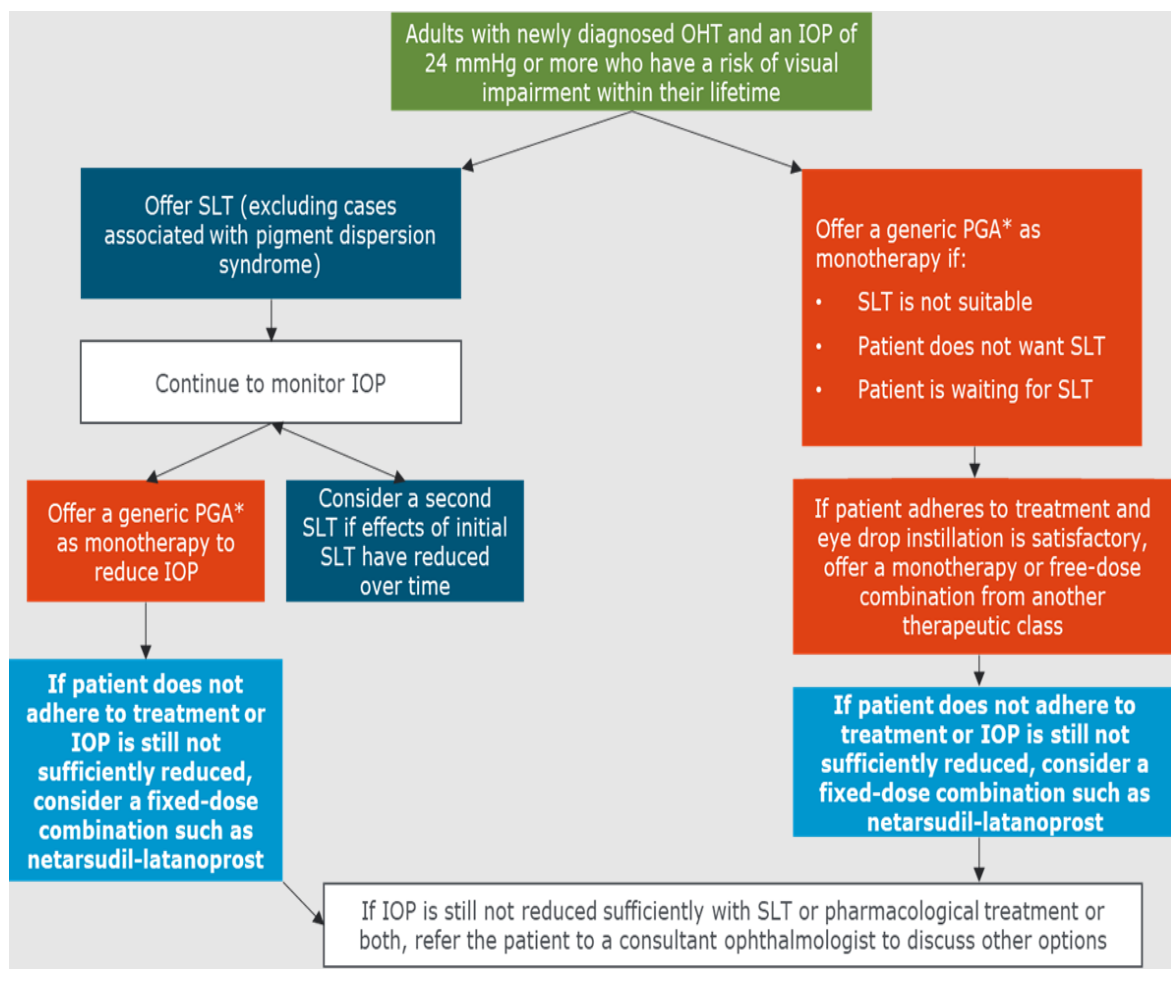 Adults with newly diagnosed OHT and an IOP of
24 mmHg or more who have a risk of visual
impairment within their lifetime
Offer SLT (excluding cases
associated with pigment dispersion
syndrome)
Continue to monitor IOP
Offer a generic PGA*
as monotherapy to
reduce IOP
Consider a second
SLT if effects of initial
SLT have reduced
over time
If patient does not
adhere to treatment or
IOP is still not
sufficiently reduced,
consider a fixed-dose
combination such as
netarsudil-latanoprost
Offer a generic PGA* as
monotherapy if:
• SLT is not suitable
• Patient does not want SLT
• Patient is waiting for SLT
If patient adheres to treatment and
eye drop instillation is satisfactory,
offer a monotherapy or free-dose
combination from another
therapeutic class
If patient does not adhere to
treatment or IOP is still not
sufficiently reduced, consider a
fixed-dose combination such as
netarsudil-latanoprost
If IOP is still not reduced sufficiently with SLT or pharmacological treatment or
both, refer the patient to a consultant ophthalmologist to discuss other options